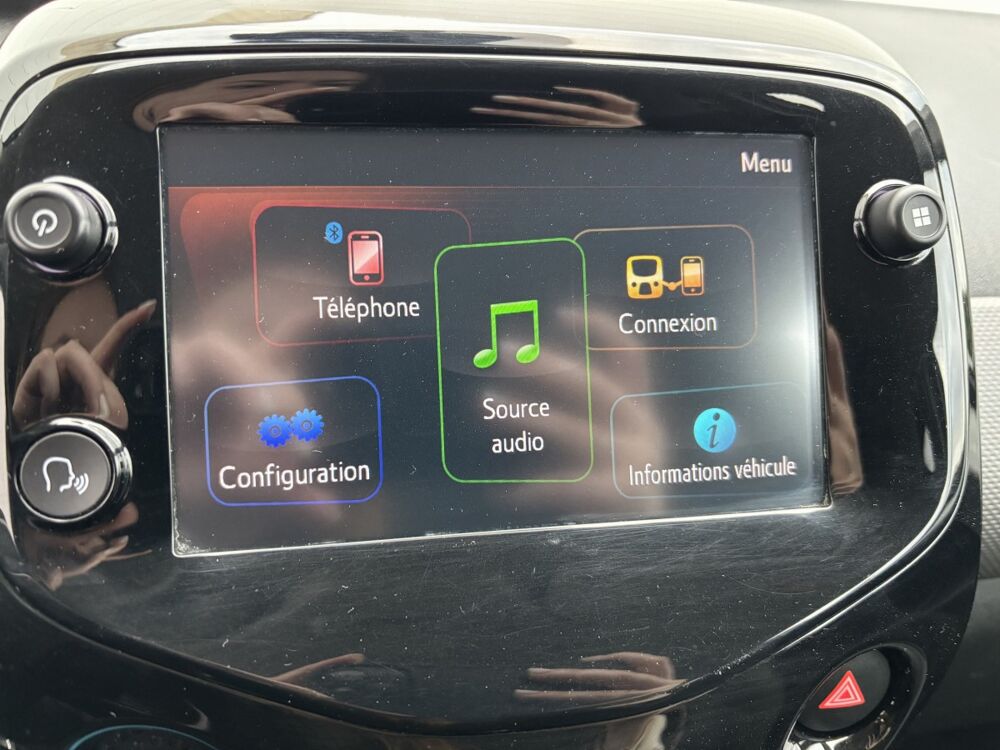 Menu
Téléphone
Connexion
Source
audio
Configuration
Informations véhicule